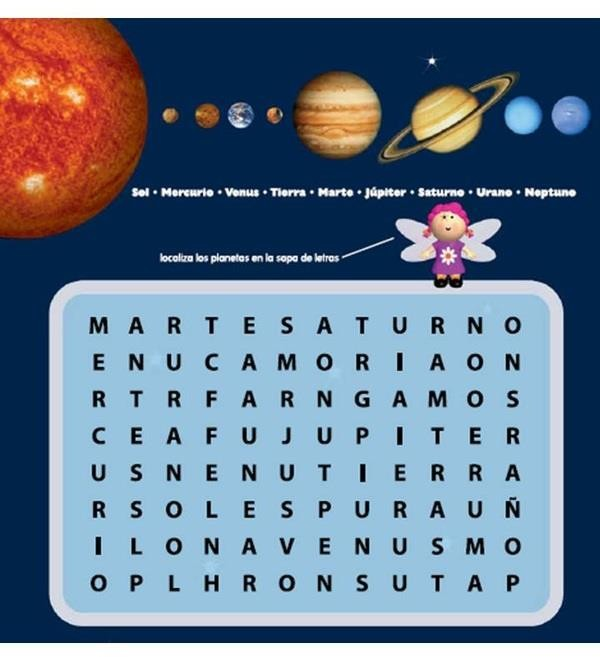 Sol • Mercurio • Venus • Tierra • Marte • Júpiter • Saturno • Urano • Neptuno
localiza los planetas en la sopa de letras
M A R T E S A T U R N O
E N U C A M O R I A O N
R T R F A R N G A M O S
C E A F U J U P I T E R
U S N E N U T I E R R A
R S O L E S P U R A U Ñ
I L O N A V E N U S M O
O P L H R O N S U T A P